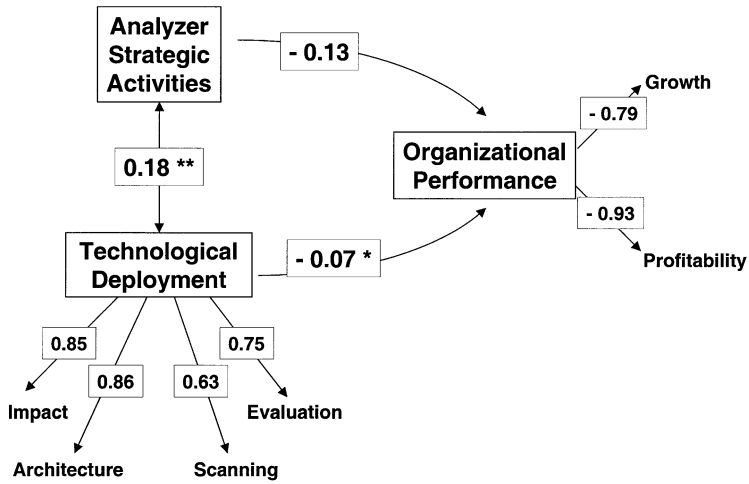 Analyzer
Strategic
Activities
- 0.13
Growth
- 0.79
0.18 **
Organizational
Performance
- 0.93
Technological
Deployment
- 0.07 *
Profitability
0.85
0.75
0.86
0.63
Impact
Evaluation
Architecture
Scanning